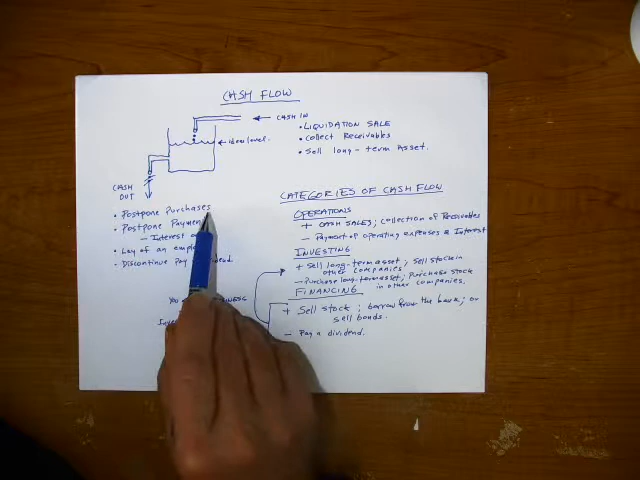 CASH FLOW
CASH IN
• LIQUIDATION SALE
• Collect Receivables
• Sell long-term Asset.
ideal level
CASH OUT
• Postpone Purchases
• Postpone
— Interest
• Lay of an
• Discontinue Pay
CATEGORIES OF CASH FLOW
OPERATIONS
+ CASH SALES; collection of Receivables
— Payment of operating expenses & Interest
INVESTING
+ Sell long-term asset; sell stock in
other companies
— Purchase long-term asset; Purchase stock
in other companies.
FINANCING
+ Sell stock; borrow from the bank; or
sell bonds.
— Pay a dividend.